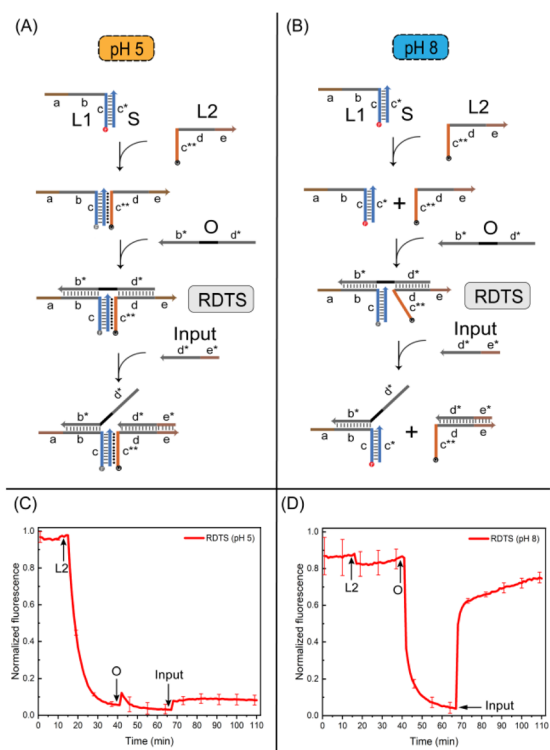 (A)
pH 5
a b c c*
L1 S L2
c** d e
a b c c** d e
O
b* d*
b* d*
a b c c** d e
RDTS
Input
d* e*
δ*
b* d* e*
a b c c** d e
(B)
pH 8
a b c c*
L1 S L2
c** d e
a b c c* + c** d e
O
b* d*
b* d*
a b c c** d e
RDTS
Input
d* e*
δ*
b* d* e*
a b c c* + c** d e
(C)
Normalized fluorescence
1.0
0.8
0.6
0.4
0.2
0.0
RDTS (pH 5)
L2
O
Input
0 10 20 30 40 50 60 70 80 90 100 110
Time (min)
(D)
Normalized fluorescence
1.0
0.8
0.6
0.4
0.2
0.0
RDTS (pH 8)
L2
O
Input
0 10 20 30 40 50 60 70 80 90 100 110
Time (min)